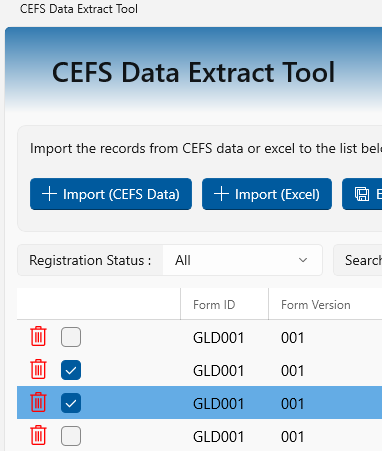 CEFS Data Extract Tool
CEFS Data Extract Tool
Import the records from CEFS data or excel to the list
Import (CEFS Data) Import (Excel)
Registration Status : All Search
Form ID Form Version
GLD001 001
GLD001 001
GLD001 001
GLD001 001